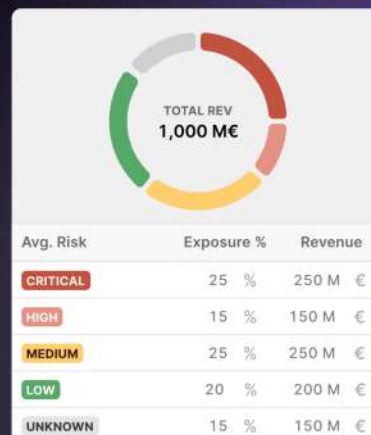 TOTAL REV
1,000 M€
Avg. Risk Exposure % Revenue
CRITICAL 25 % 250 M €
HIGH 15 % 150 M €
MEDIUM 25 % 250 M €
LOW 20 % 200 M €
UNKNOWN 15 % 150 M €